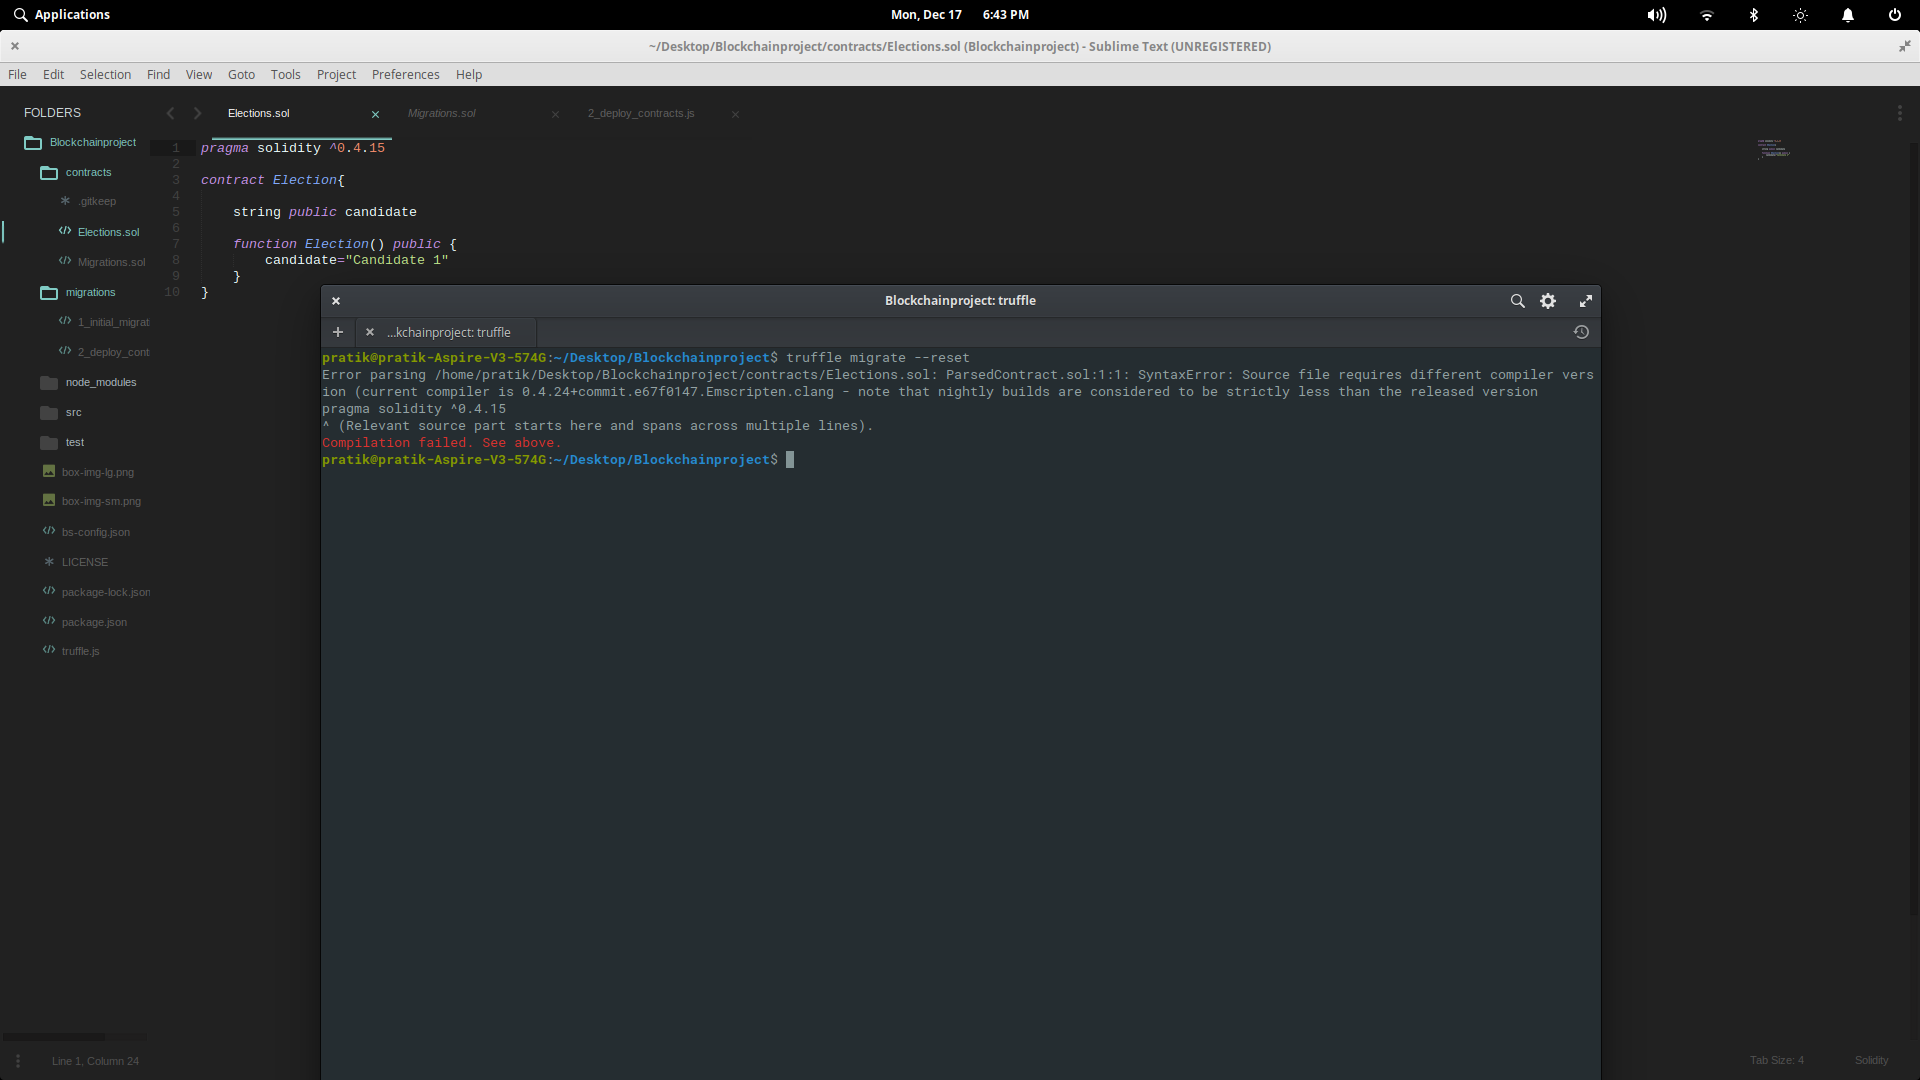 Applications
Mon, Dec 17 6:43 PM
~/Desktop/Blockchainproject/contracts/Elections.sol (Blockchainproject) - Sublime Text (UNREGISTERED)
File Edit Selection Find View Goto Tools Project Preferences Help
FOLDERS
Blockchainproject
contracts
.gitkeep
Elections.sol
Migrations.sol
migrations
1_initial_migrat
2_deploy_cont
node_modules
src
test
box-img-lg.png
box-img-sm.png
bs-config.json
LICENSE
package-lock.json
package.json
truffle.js
Elections.sol Migrations.sol 2_deploy_contracts.js
1 pragma solidity ^0.4.15
2
3 contract Election{
4
5 string public candidate
6
7 function Election() public {
8 candidate="Candidate 1"
9 }
10 }
Blockchainproject: truffle
...kchainproject: truffle
pratik@pratik-Aspire-V3-574G:~/Desktop/Blockchainproject$ truffle migrate --reset
Error parsing /home/pratik/Desktop/Blockchainproject/contracts/Elections.sol: ParsedContract.sol:1:1: SyntaxError: Source file requires different compiler vers
ion (current compiler is 0.4.24+commit.e67f0147.Emscripten.clang - note that nightly builds are considered to be strictly less than the released version
pragma solidity ^0.4.15
^ (Relevant source part starts here and spans across multiple lines).
Compilation failed. See above.
pratik@pratik-Aspire-V3-574G:~/Desktop/Blockchainproject$
Line 1, Column 24
Tab Size: 4 Solidity